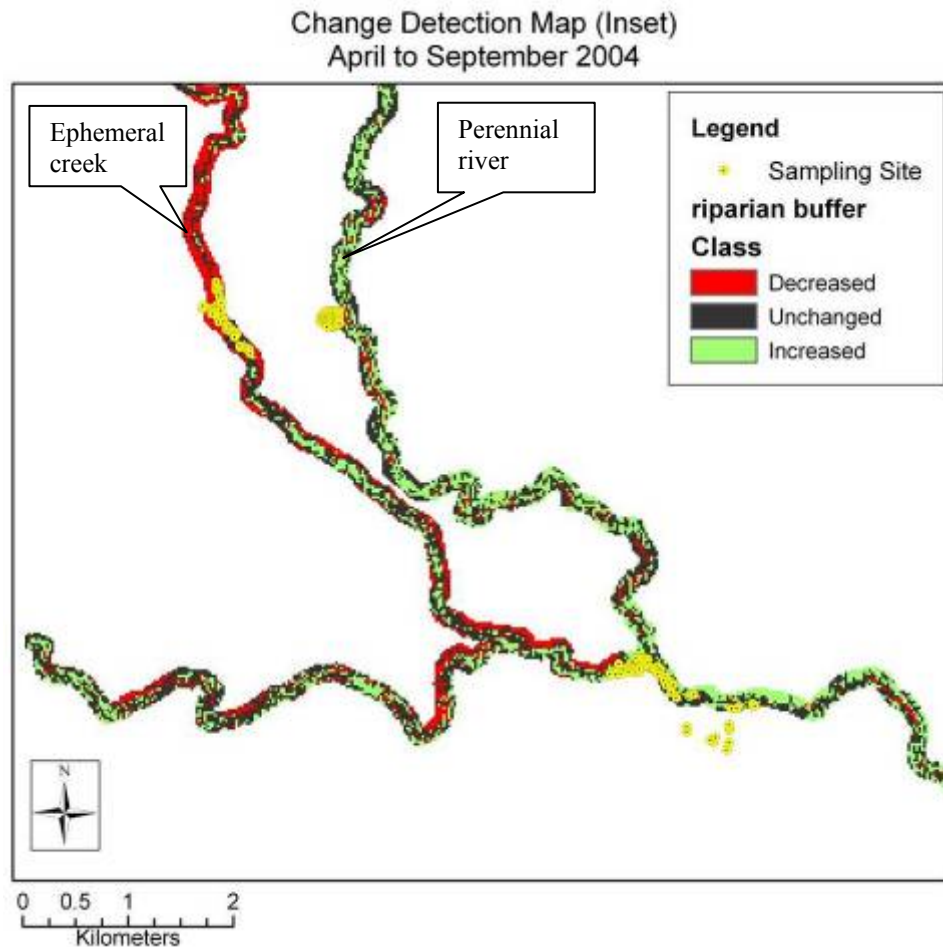 Change Detection Map (Inset)
April to September 2004
Ephemeral
creek
Perennial
river
Legend
Sampling Site
riparian buffer
Class
Decreased
Unchanged
Increased
N
0 0.5 1 2
Kilometers